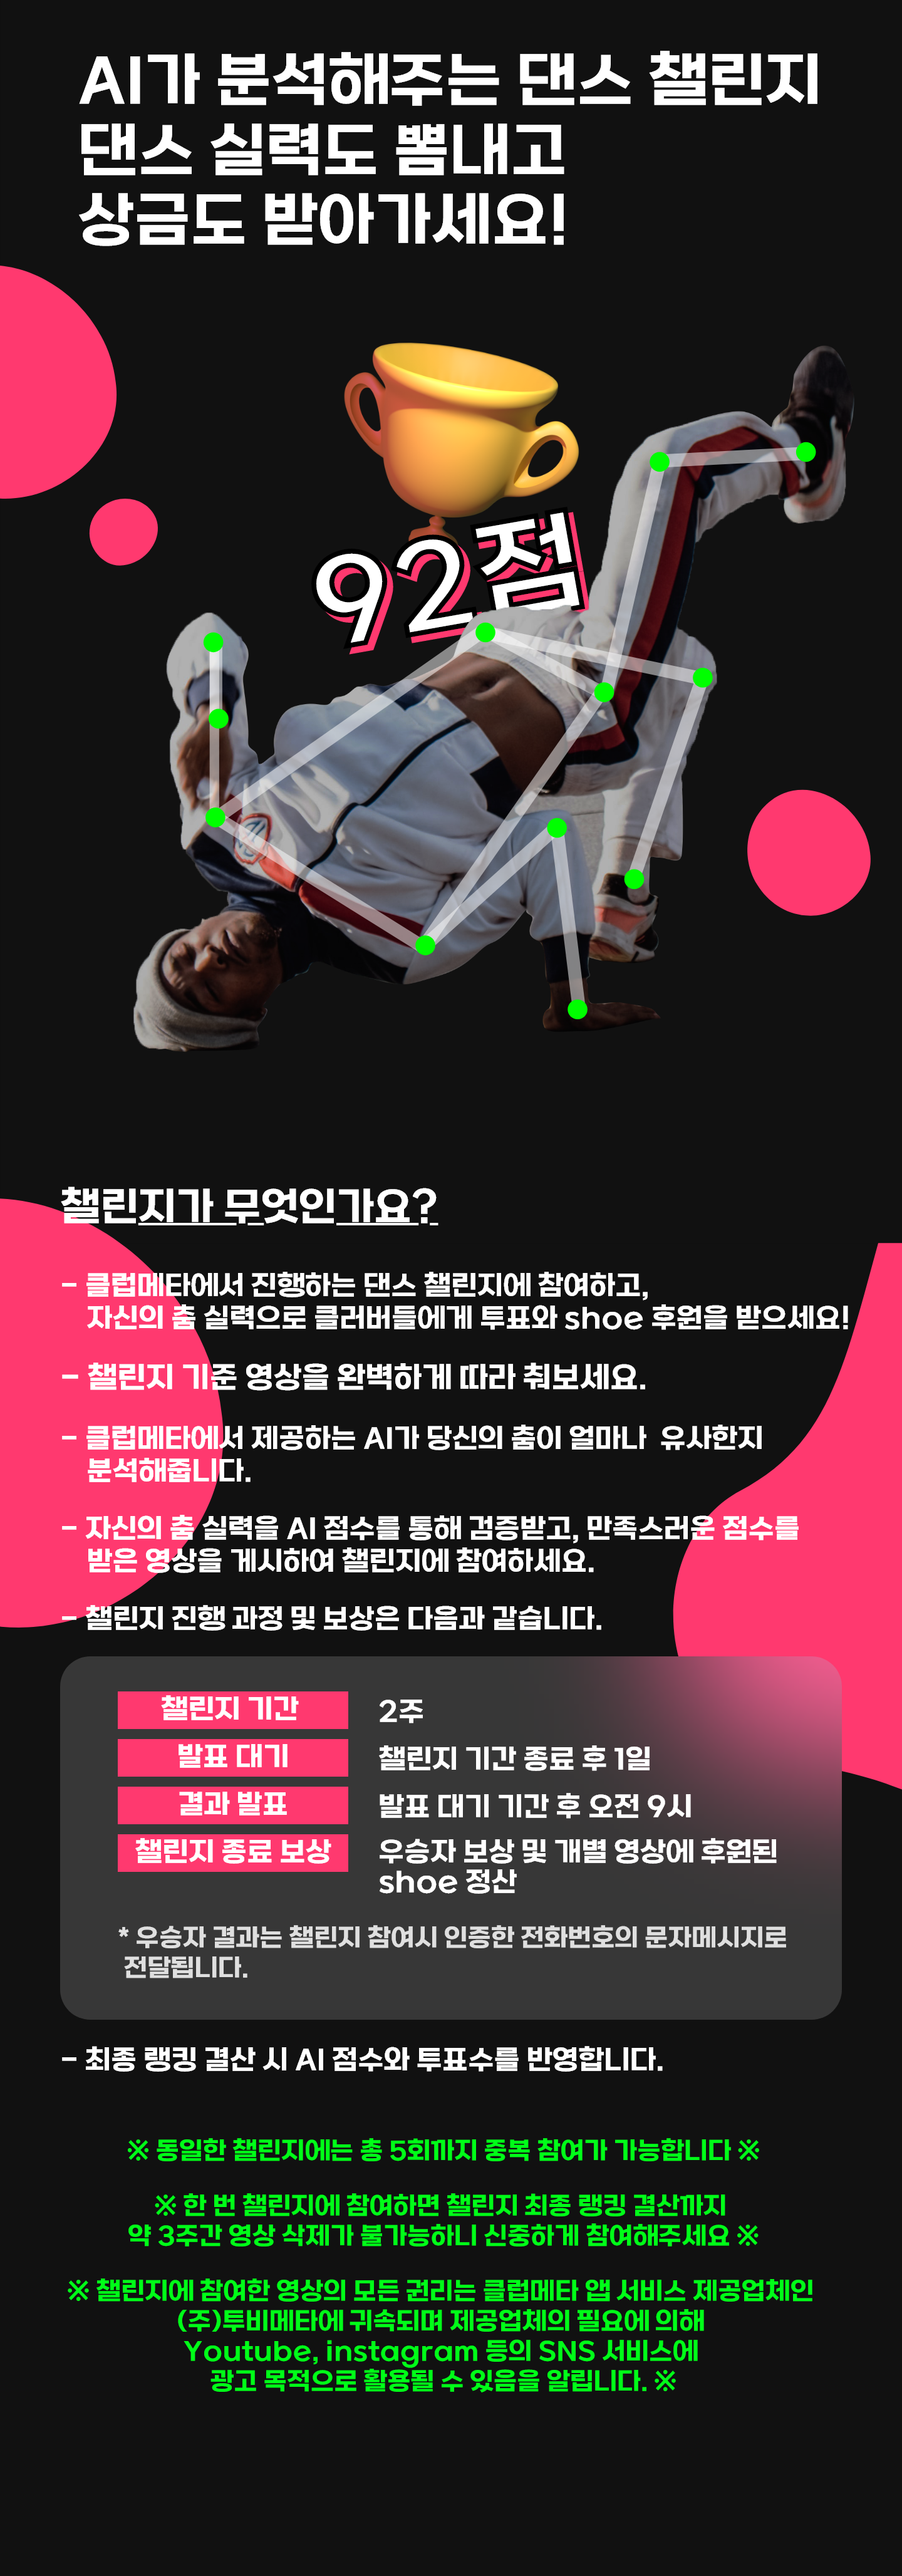 AI가 분석해주는 댄스 챌린지
댄스 실력도 뽐내고
상금도 받아가세요!
92점
챌린지가 무엇인가요?
- 클럽메타에서 진행하는 댄스 챌린지에 참여하고,
자신의 춤 실력으로 클러버들에게 투표와 shoe 후원을 받으세요!
- 챌린지 기준 영상을 완벽하게 따라 춰보세요.
- 클럽메타에서 제공하는 AI가 당신의 춤이 얼마나 유사한지
분석해줍니다.
- 자신의 춤 실력을 AI 점수를 통해 검증받고, 만족스러운 점수를
받은 영상을 게시하여 챌린지에 참여하세요.
- 챌린지 진행 과정 및 보상은 다음과 같습니다.
챌린지 기간 2주
발표 대기 챌린지 기간 종료 후 1일
결과 발표 발표 대기 기간 후 오전 9시
챌린지 종료 보상 우승자 보상 및 개별 영상에 후원된
shoe 정산
* 우승자 결과는 챌린지 참여시 인증한 전화번호의 문자메시지로
전달됩니다.
- 최종 랭킹 결산 시 AI 점수와 투표수를 반영합니다.
※ 동일한 챌린지에는 총 5회까지 중복 참여가 가능합니다 ※
※ 한 번 챌린지에 참여하면 챌린지 최종 랭킹 결산까지
약 3주간 영상 삭제가 불가능하니 신중하게 참여해주세요 ※
※ 챌린지에 참여한 영상의 모든 권리는 클럽메타 앱 서비스 제공업체인
(주)투비메타에 귀속되며 제공업체의 필요에 의해
Youtube, instagram 등의 SNS 서비스에
광고 목적으로 활용될 수 있음을 알립니다. ※